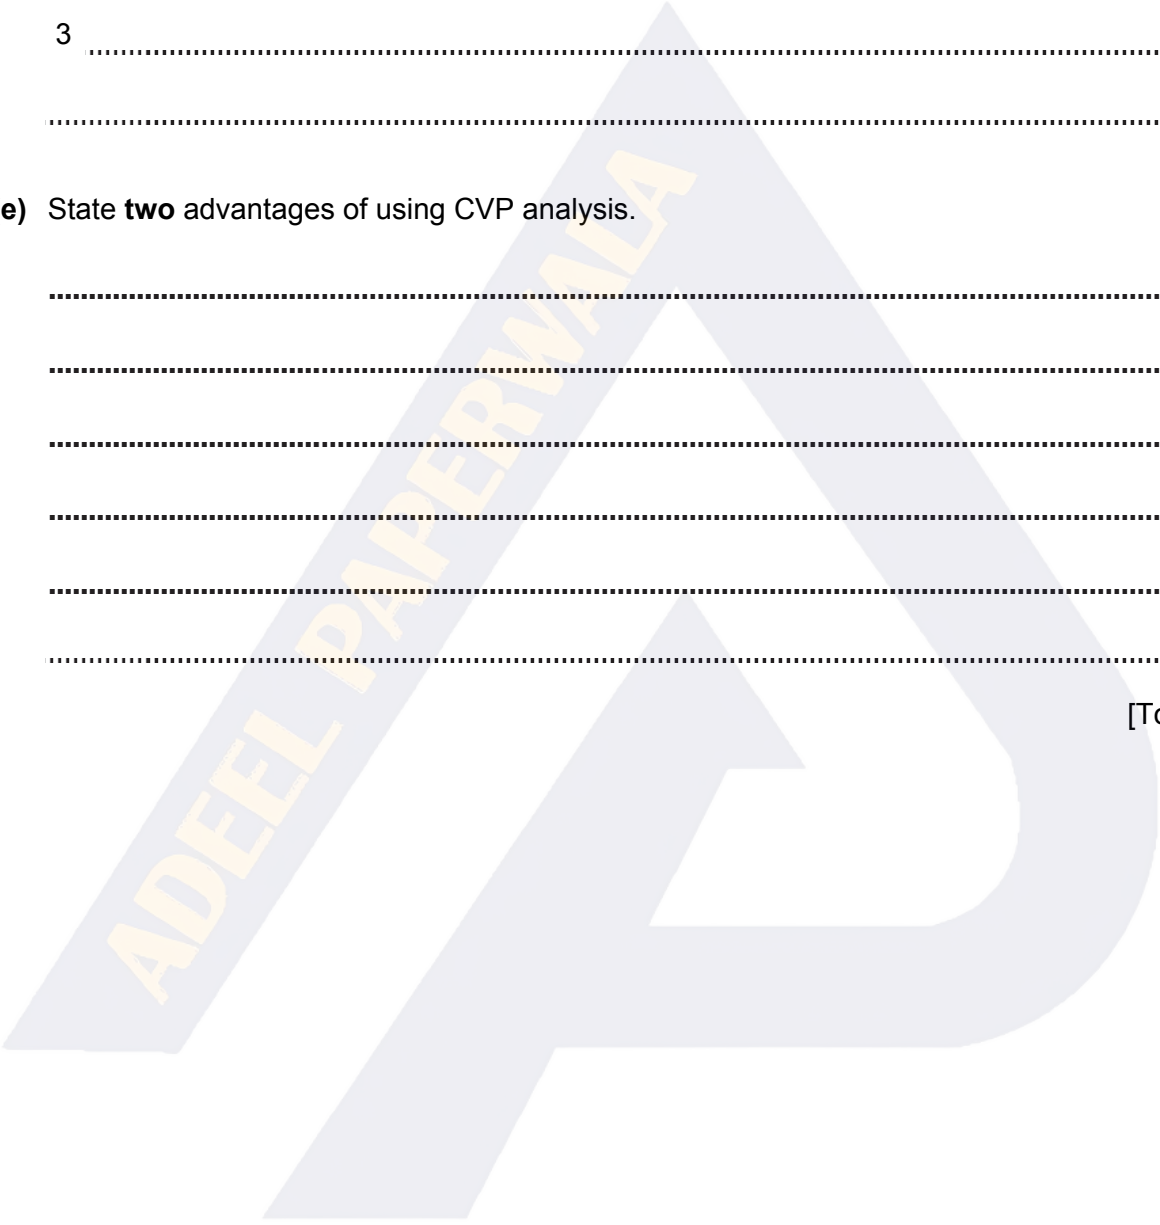 3
e) State two advantages of using CVP analysis.
[To
ADEEL PAPERWALA